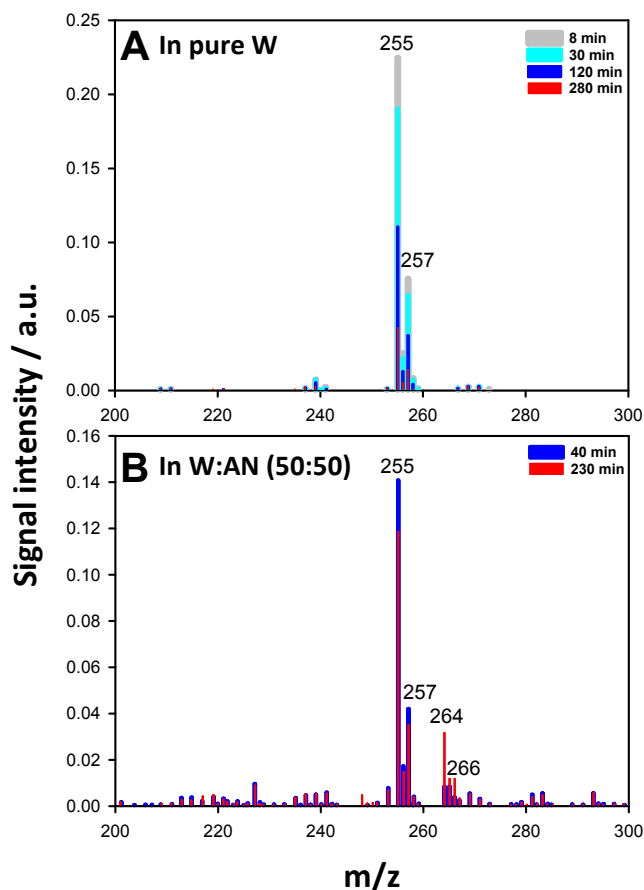 A In pure W
8 min
30 min
120 min
280 min
255
257
0.25
0.20
0.15
0.10
0.05
0.00
200 220 240 260 280 300
B In W:AN (50:50)
40 min
230 min
255
257
264
266
0.16
0.14
0.12
0.10
0.08
0.06
0.04
0.02
0.00
200 220 240 260 280 300
Signal intensity / a.u.
m/z